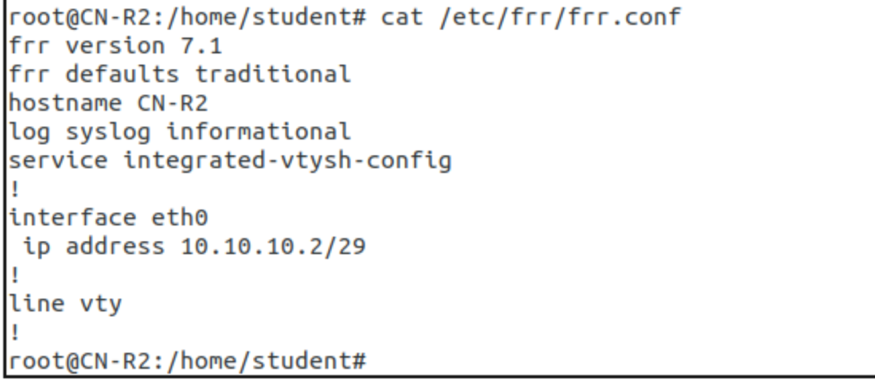 root@CN-R2:/home/student# cat /etc/frr/frr.conf
frr version 7.1
frr defaults traditional
hostname CN-R2
log syslog informational
service integrated-vtysh-config
!
interface eth0
 ip address 10.10.10.2/29
!
line vty
!
root@CN-R2:/home/student#